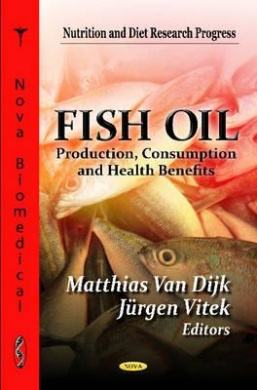 Nutrition and Diet Research Progress
Nova Biomedical
FISH OIL
Production, Consumption
and Health Benefits
Matthias Van Dijk
Jürgen Vitek
Editors
NOVA